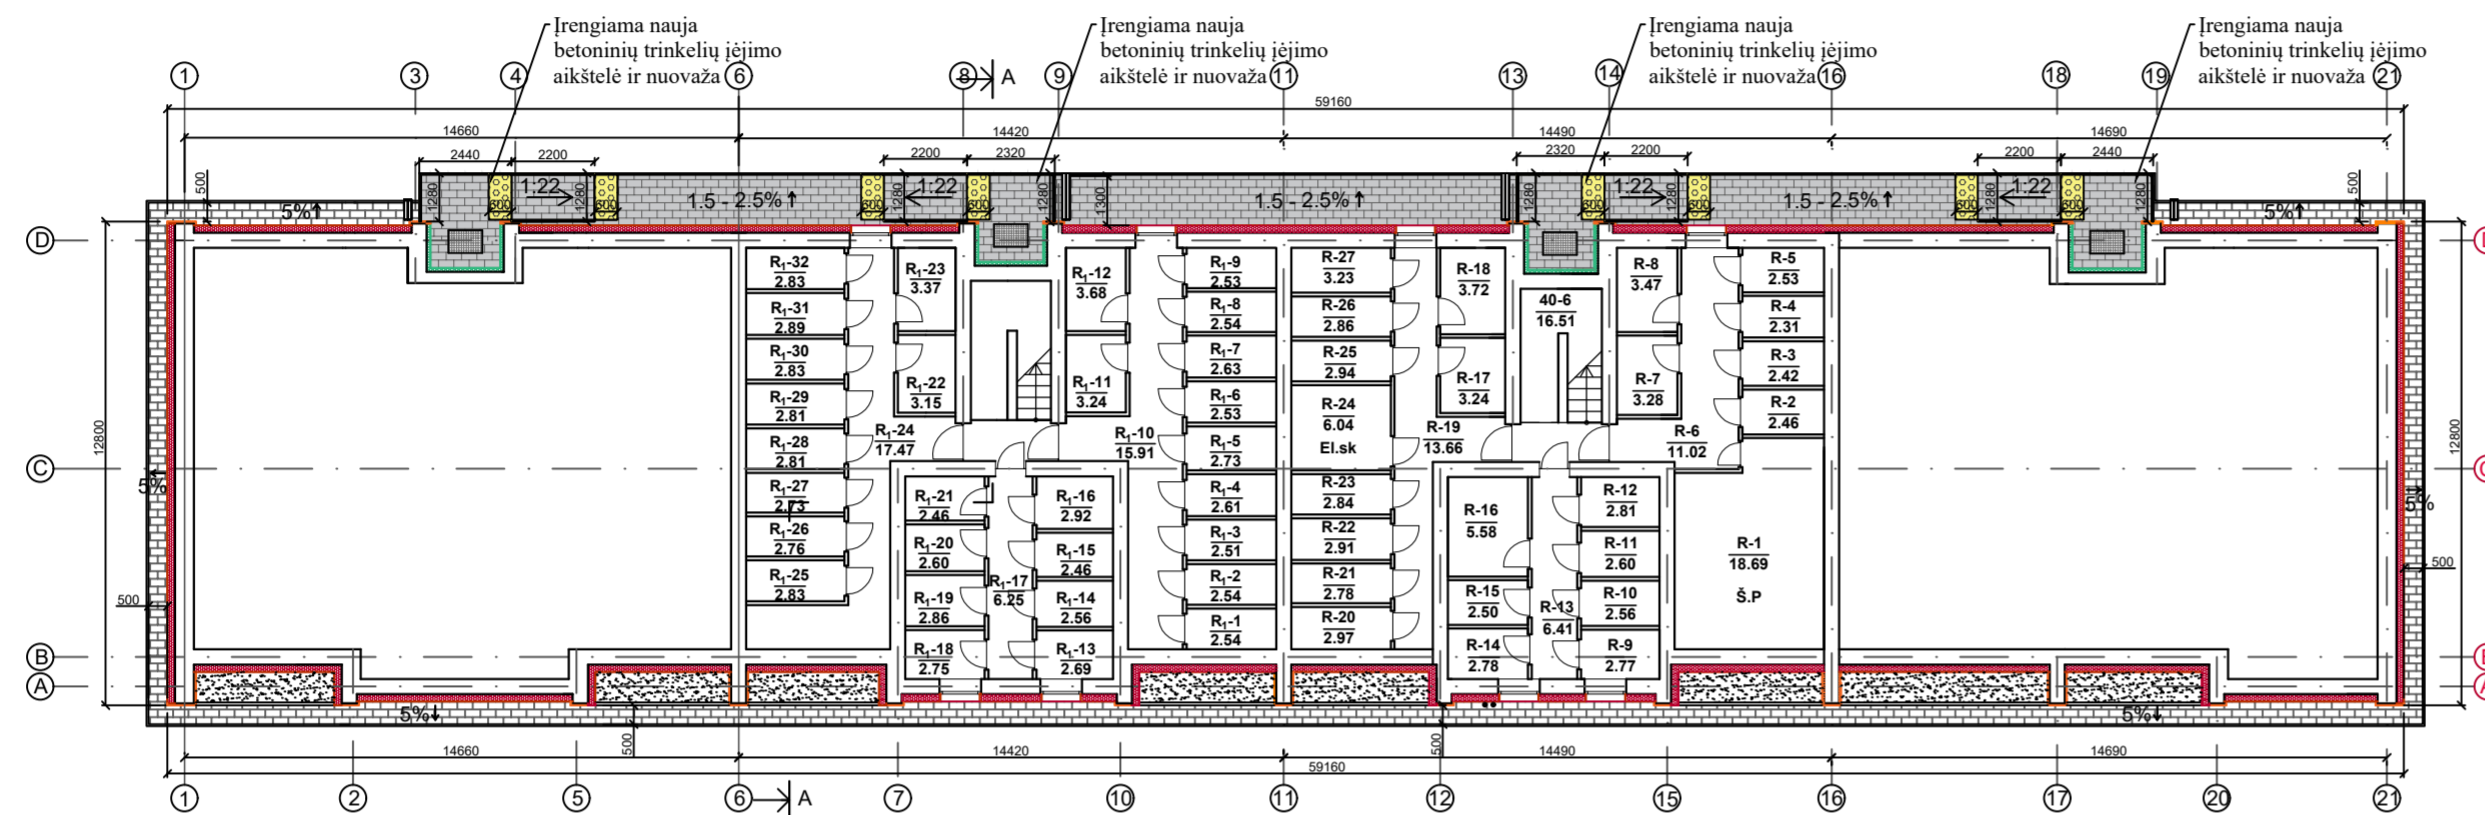 Įrengiama nauja
betoninių trinkelių įėjimo
aikštelė ir nuovaža
Įrengiama nauja
betoninių trinkelių įėjimo
aikštelė ir nuovaža
Įrengiama nauja
betoninių trinkelių įėjimo
aikštelė ir nuovaža
Įrengiama nauja
betoninių trinkelių įėjimo
aikštelė ir nuovaža
1 3 4 6 8 A 9 11 13 14 16 18 19 21
59160
14660 14420 14490 14690
2440 2200 2200 2320 2320 2200 2200 2440
500 1280 1:22 1280 1280 1:22 1280 1300 1280 1:22 1280 1280 1:22 1280 500
5% 1.5 - 2.5% 1.5 - 2.5% 1.5 - 2.5% 5%
D
R1-32
2.83
R1-31
2.89
R1-30
2.83
R1-29
2.81
R1-28
2.81
R1-27
2.73
R1-26
2.76
R1-25
2.83
R1-23
3.37
R1-22
3.15
R1-24
17.47
R1-21
2.46
R1-20
2.60
R1-19
2.86
R1-18
2.75
R1-17
6.25
R1-16
2.92
R1-15
2.46
R1-14
2.56
R1-13
2.69
R1-12
3.68
R1-11
3.24
R1-10
15.91
R1-9
2.53
R1-8
2.54
R1-7
2.63
R1-6
2.53
R1-5
2.73
R1-4
2.61
R1-3
2.51
R1-2
2.54
R1-1
2.54
R-27
3.23
R-26
2.86
R-25
2.94
R-24
6.04
El.sk
R-23
2.84
R-22
2.91
R-21
2.78
R-20
2.97
R-18
3.72
R-17
3.24
R-19
13.66
40-6
16.51
R-16
5.58
R-15
2.50
R-14
2.78
R-13
6.41
R-12
2.81
R-11
2.60
R-10
2.56
R-9
2.77
R-8
3.47
R-7
3.28
R-6
11.02
R-5
2.53
R-4
2.31
R-3
2.42
R-2
2.46
R-1
18.69
Š.P
12800 12800
C
5% 5%
500 500
B
A
5% 5%
500 500
14660 14420 14490 14690
59160
1 2 5 6 A 7 10 11 12 15 16 17 20 21